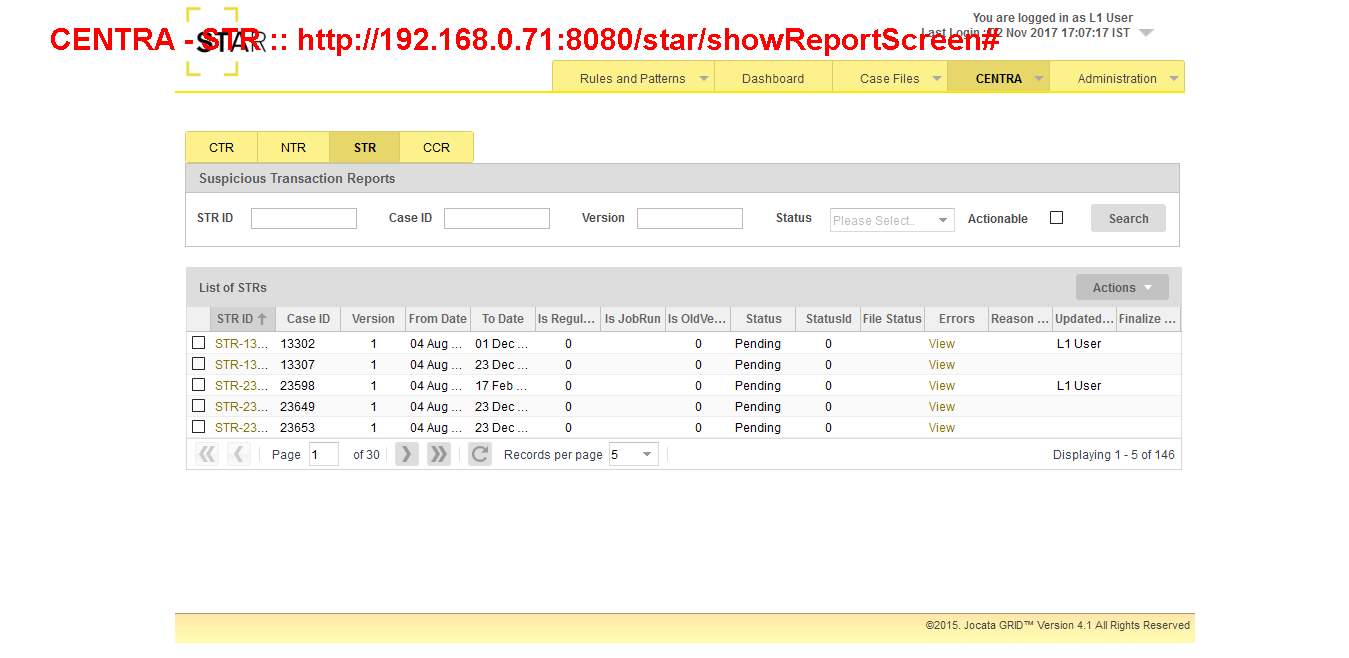 You are logged in as L1 User
CENTRA - STR :: http://192.168.0.71:8080/star/showReportScreen#
STAR
Last Login : 02 Nov 2017 17:07:17 IST
Rules and Patterns Dashboard Case Files CENTRA Administration
CTR NTR STR CCR
Suspicious Transaction Reports
STR ID Case ID Version Status Please Select.. Actionable Search
List of STRs Actions
STR ID Case ID Version From Date To Date Is Regul... Is JobRun Is OldVe... Status StatusId File Status Errors Reason ... Updated... Finalize ...
STR-13... 13302 1 04 Aug ... 01 Dec ... 0 0 Pending 0 View L1 User
STR-13... 13307 1 04 Aug ... 23 Dec ... 0 0 Pending 0 View
STR-23... 23598 1 04 Aug ... 17 Feb ... 0 0 Pending 0 View L1 User
STR-23... 23649 1 04 Aug ... 23 Dec ... 0 0 Pending 0 View
STR-23... 23653 1 04 Aug ... 23 Dec ... 0 0 Pending 0 View
Page 1 of 30 Records per page 5 Displaying 1 - 5 of 146
©2015. Jocata GRID™ Version 4.1 All Rights Reserved